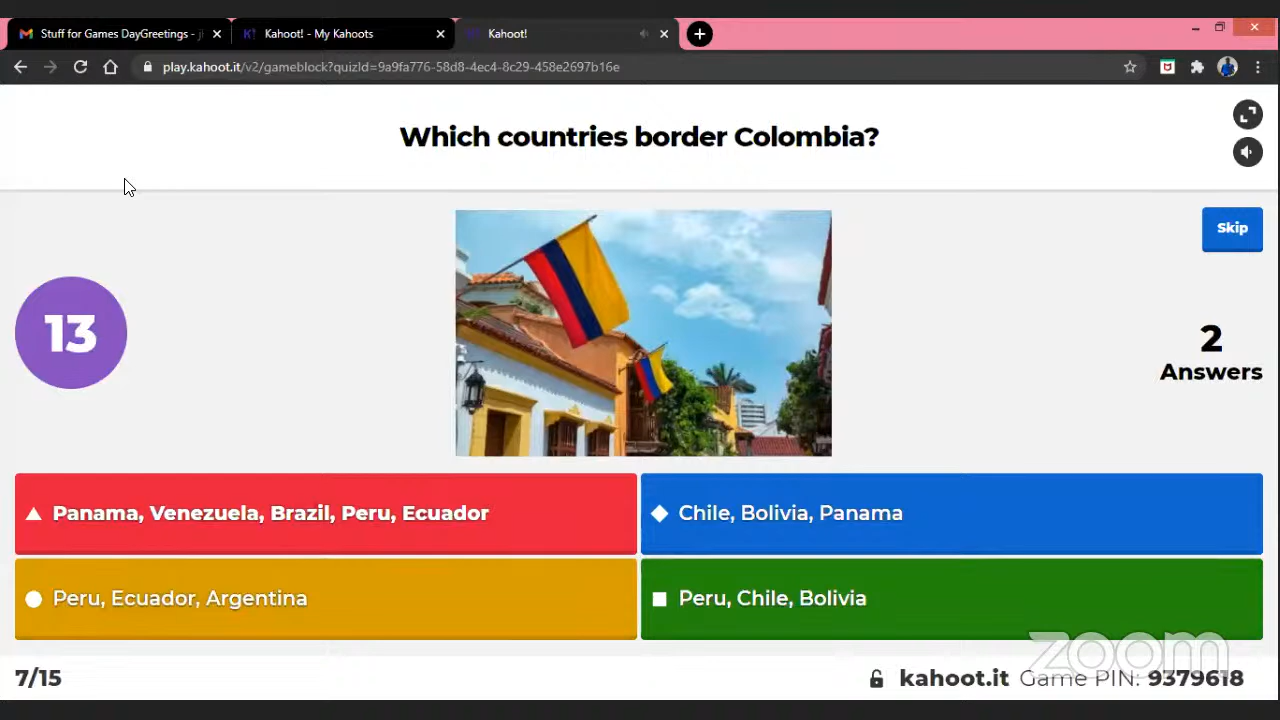 Stuff for Games DayGreetings -
Kahoot! - My Kahoots
Kahoot!
play.kahoot.it/v2/gameblock?quizId=9a9fa776-58d8-4ec4-8c29-458e2697b16e
Which countries border Colombia?
Skip
13
2
Answers
Panama, Venezuela, Brazil, Peru, Ecuador
Chile, Bolivia, Panama
Peru, Ecuador, Argentina
Peru, Chile, Bolivia
zoom
7/15
kahoot.it Game PIN: 9379618